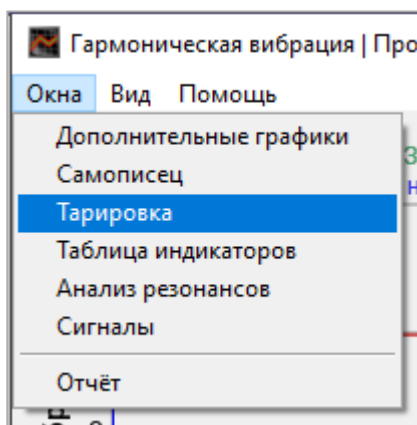 Гармоническая вибрация | Про
Окна Вид Помощь
Дополнительные графики
Самописец
Тарировка
Таблица индикаторов
Анализ резонансов
Сигналы
Отчёт